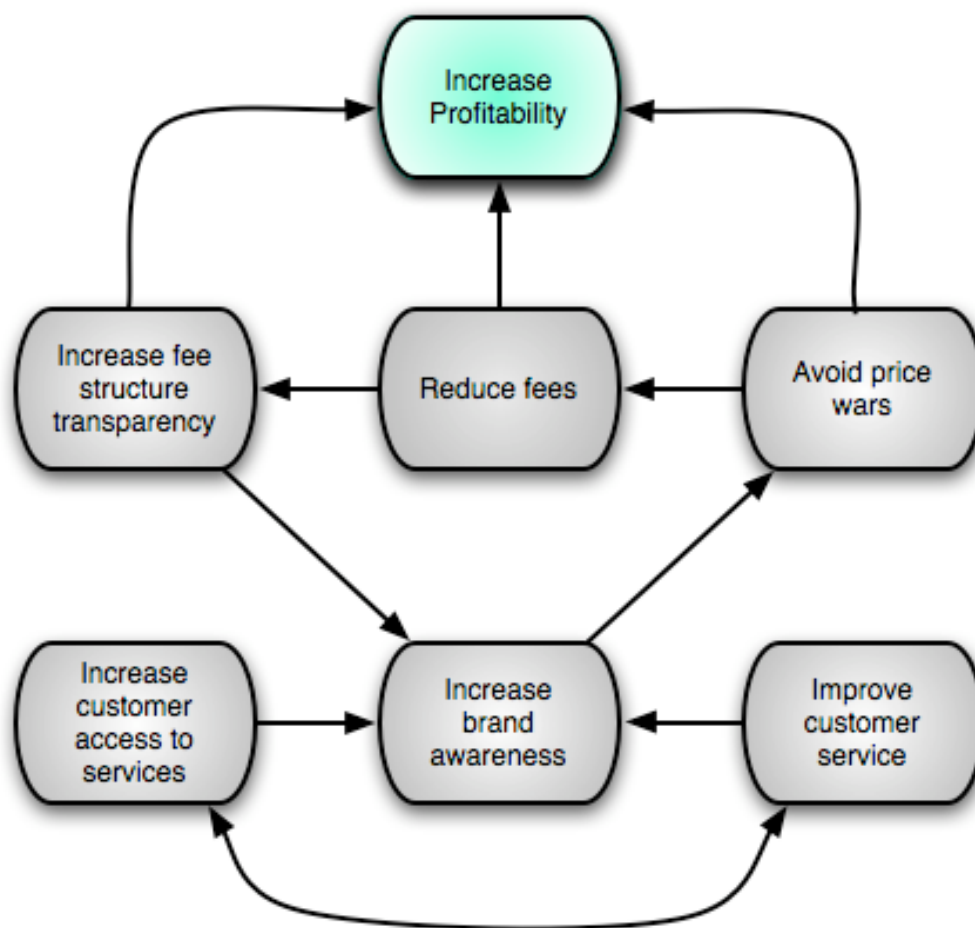 Increase
Profitability
Increase fee
structure
transparency
Reduce fees
Avoid price
wars
Increase
customer
access to
services
Increase
brand
awareness
Improve
customer
service